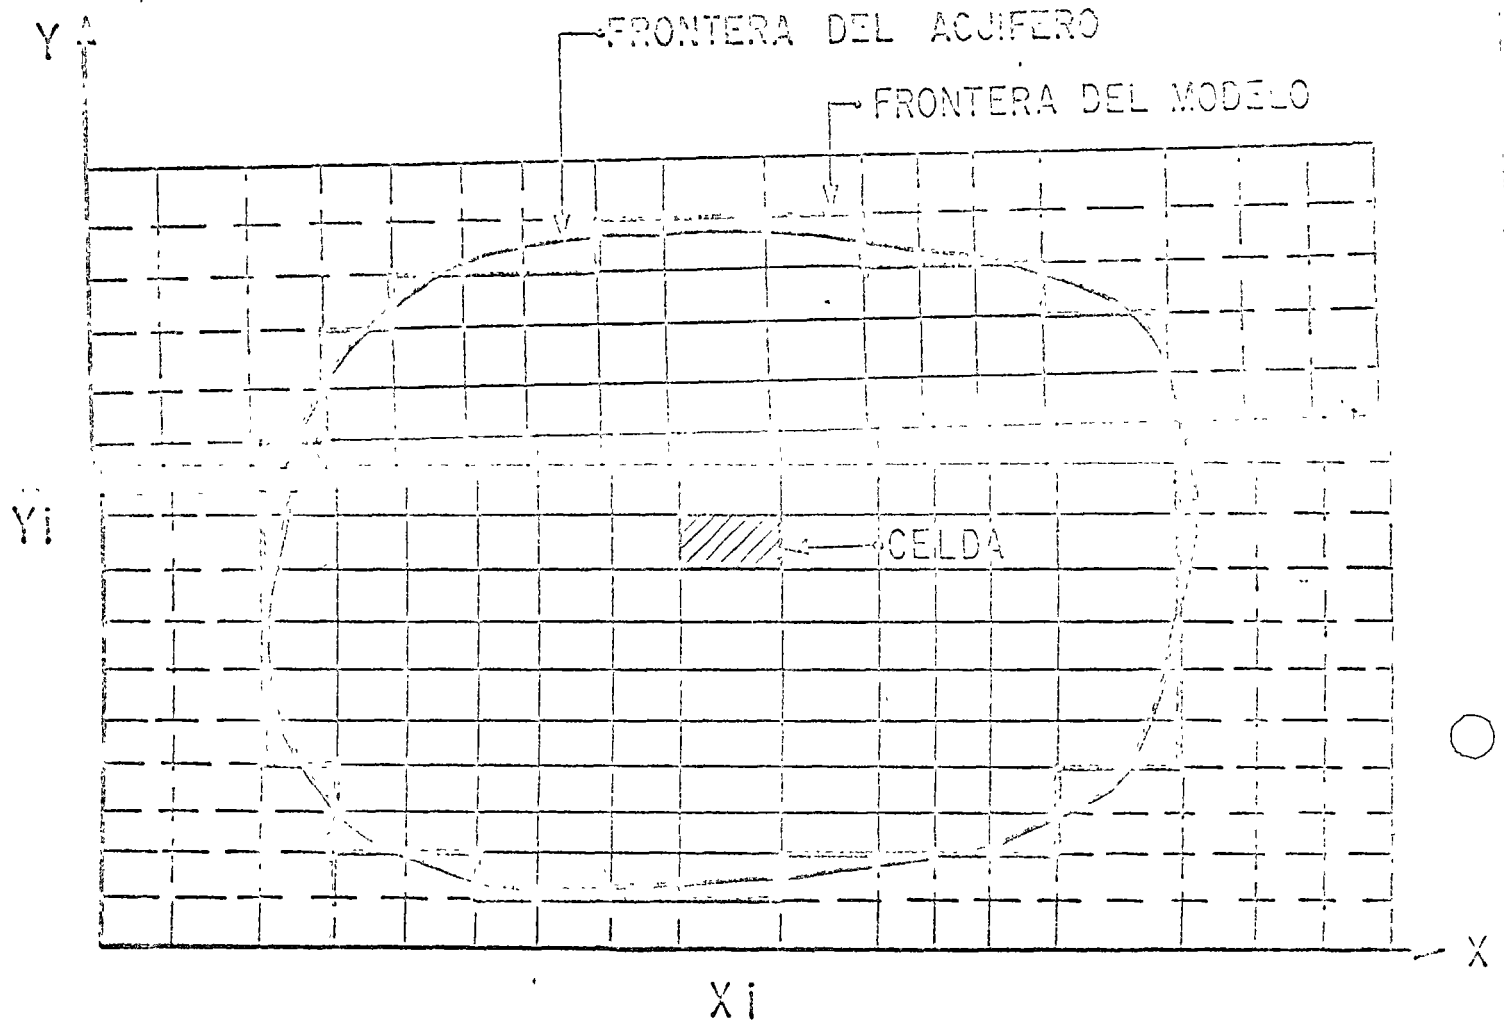 Y
FRONTERA DEL ACUIFERO
FRONTERA DEL MODELO
Yi
CELDA
X
Xi